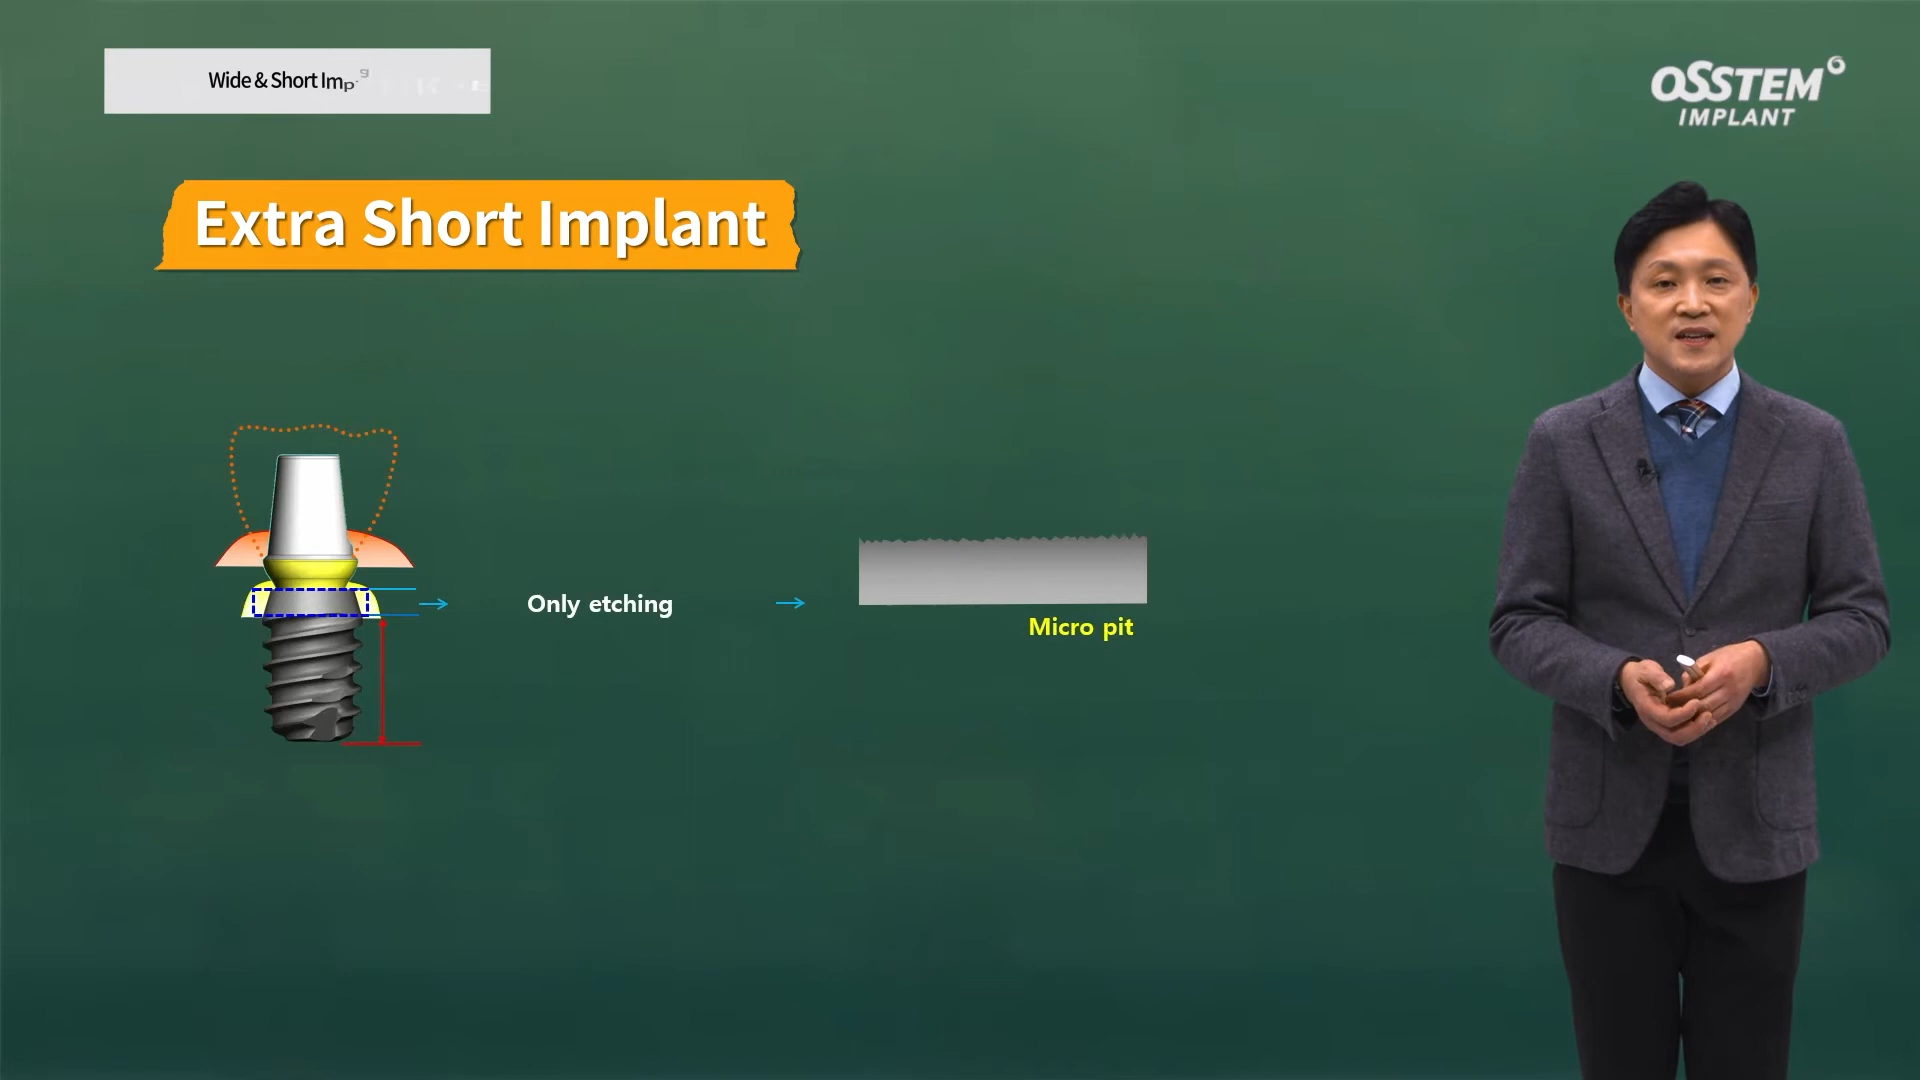 Wide & Short Imp
OSSTEM
IMPLANT
Extra Short Implant
Only etching
Micro pit